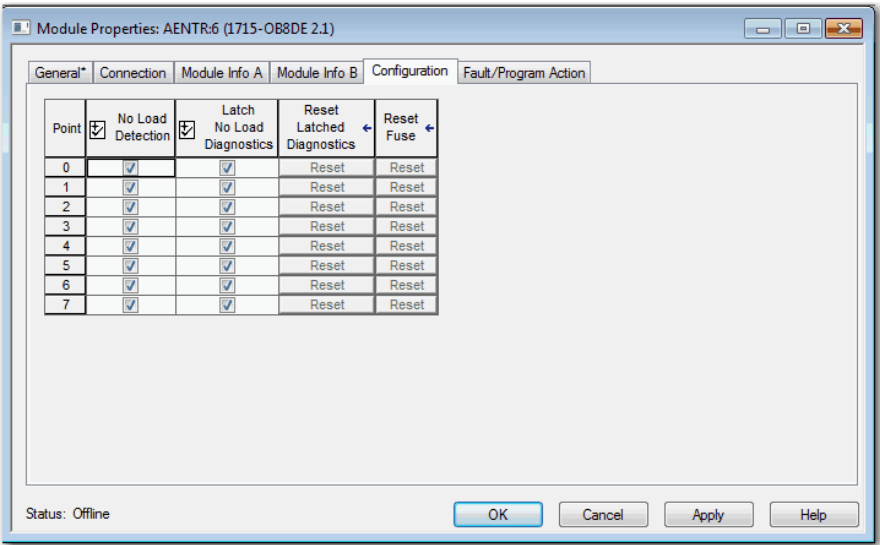 Module Properties: AENTR:6 (1715-OB8DE 2.1)
General* Connection Module Info A Module Info B Configuration Fault/Program Action
Point No Load Detection Latch No Load Diagnostics Reset Latched Diagnostics Reset Fuse
0 Reset Reset
1 Reset Reset
2 Reset Reset
3 Reset Reset
4 Reset Reset
5 Reset Reset
6 Reset Reset
7 Reset Reset
Status: Offline OK Cancel Apply Help